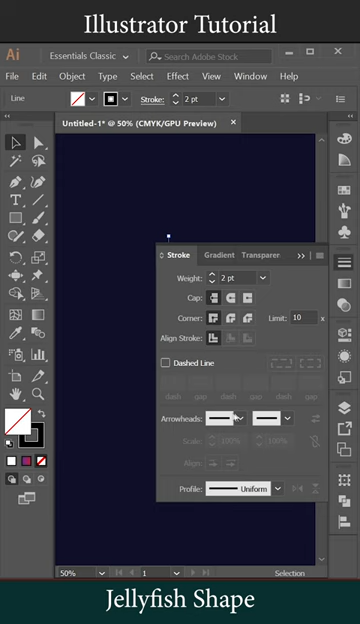 Illustrator Tutorial
Ai
Essentials Classic
Search Adobe Stock
File Edit Object Type Select Effect View Window Help
Line
Stroke:
2 pt
Untitled-1* @ 50% (CMYK/GPU Preview)
Stroke Gradient Transparer
Weight: 2 pt
Cap:
Corner: Limit: 10 x
Align Stroke:
Dashed Line
dash gap dash gap dash gap
Arrowheads:
Scale: 100% 100%
Align:
Profile: Uniform
50% 1 Selection
Jellyfish Shape